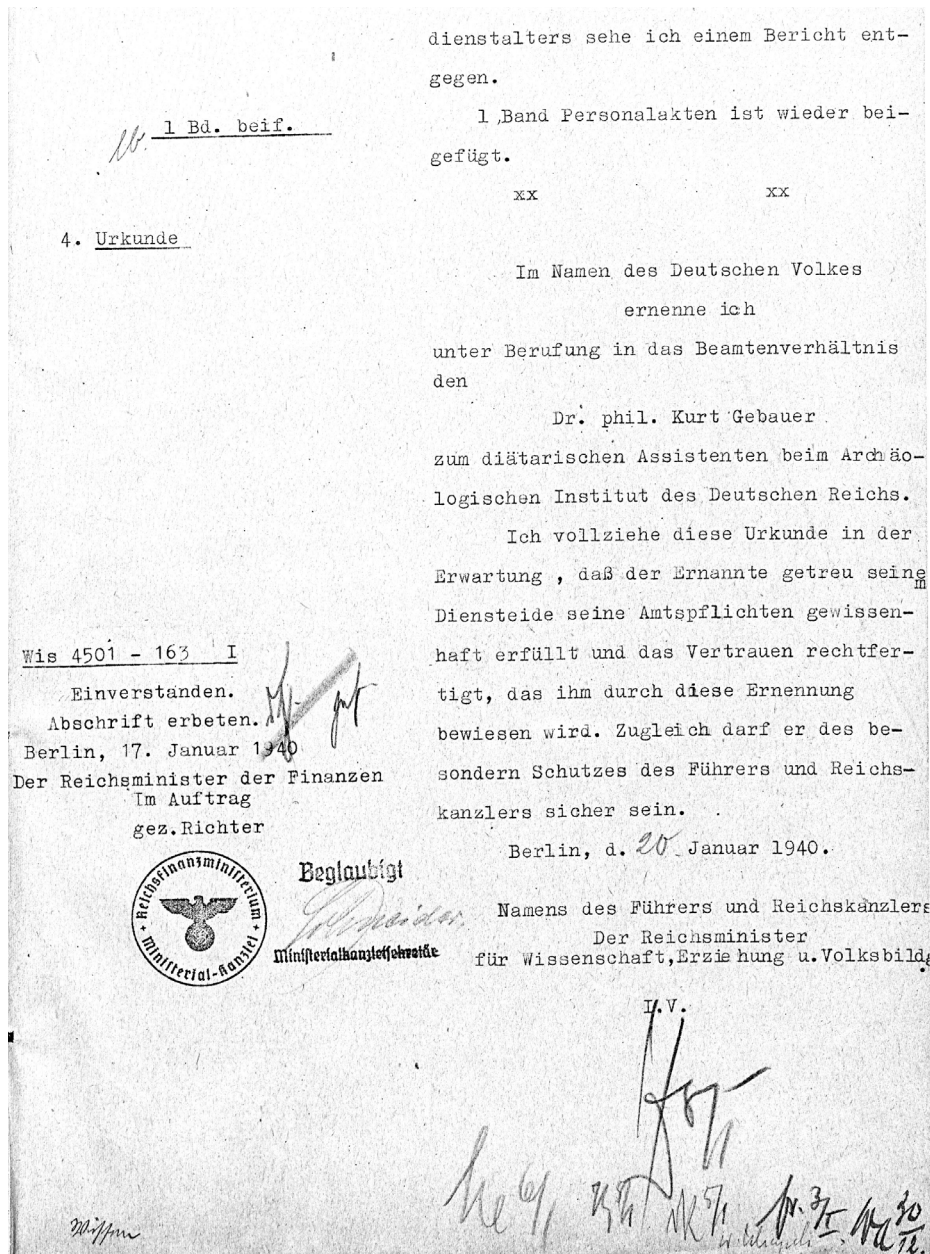 dienstalters sehe ich einem Bericht ent-
gegen.
1 Bd. beif.
1 Band Personalakten ist wieder bei-
gefügt.
xx xx
4. Urkunde
Im Namen des Deutschen Volkes
ernenne ich
unter Berufung in das Beamtenverhältnis
den
Dr. phil. Kurt Gebauer
zum diätarischen Assistenten beim Archäo-
logischen Institut des Deutschen Reichs.
Ich vollziehe diese Urkunde in der
Erwartung , daß der Ernannte getreu seinem
Diensteide seine Amtspflichten gewissen-
haft erfüllt und das Vertrauen rechtfer-
tigt, das ihm durch diese Ernennung
bewiesen wird. Zugleich darf er des be-
sondern Schutzes des Führers und Reichs-
kanzlers sicher sein.
Berlin, d. 20 Januar 1940.
Namens des Führers und Reichskanzlers
Der Reichsminister
für Wissenschaft,Erziehung u.Volksbildg
I.V.
Wis 4501 - 163 I
Einverstanden.
Abschrift erbeten.
Berlin, 17. Januar 1940
Der Reichsminister der Finanzen
Im Auftrag
gez.Richter
Reichsfinanzministerium
Ministerial-Kanzlei
Beglaubigt
Schneider
Ministerialkanzleisekretär
30
12.